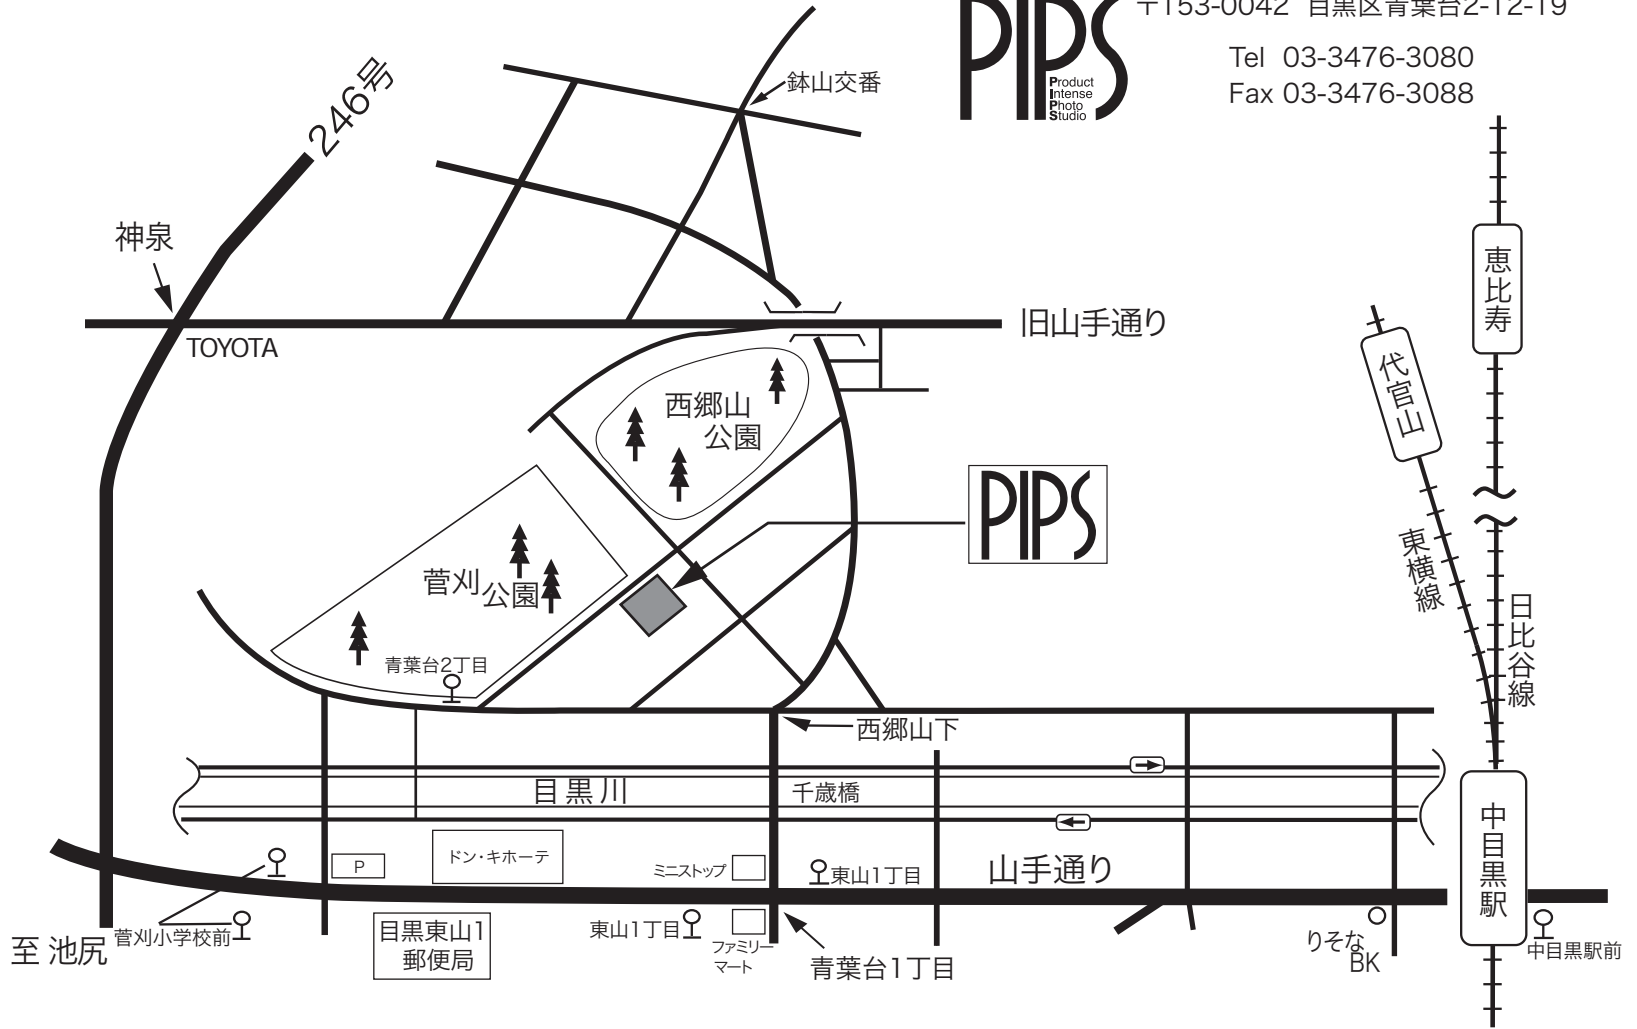 PIPS
Product
Intense
Photo
Studio
〒153-0042 目黒区青葉台2-12-19
Tel 03-3476-3080
Fax 03-3476-3088
246号
鉢山交番
神泉
TOYOTA
旧山手通り
恵比寿
代官山
西郷山
公園
PIPS
菅刈
公園
東横線
日比谷線
青葉台2丁目
西郷山下
目黒川
千歳橋
中目黒駅
ドン・キホーテ
P
ミニストップ
東山1丁目
山手通り
至 池尻
菅刈小学校前
目黒東山1
郵便局
東山1丁目
ファミリー
マート
青葉台1丁目
りそな
BK
中目黒駅前